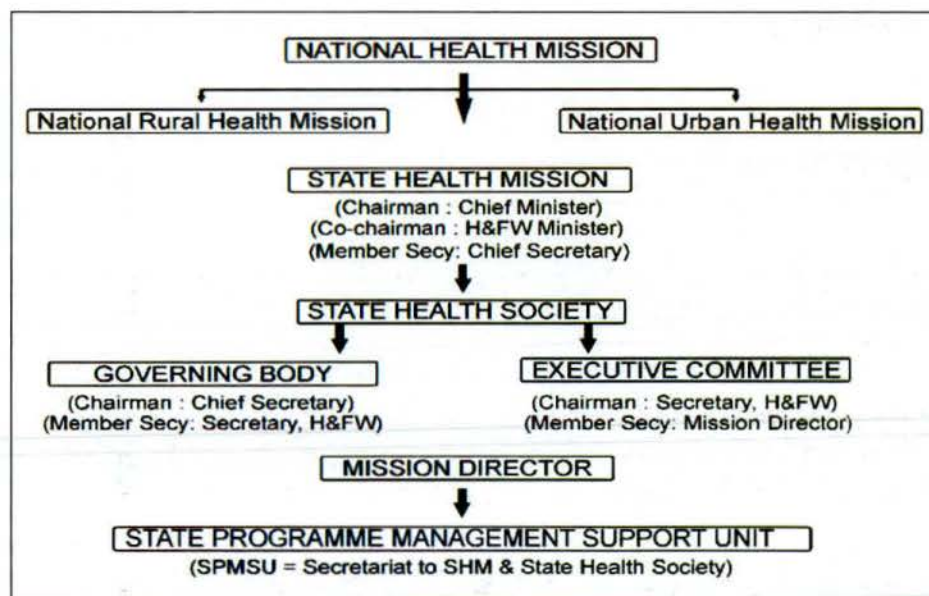 NATIONAL HEALTH MISSION
National Rural Health Mission
National Urban Health Mission
STATE HEALTH MISSION
(Chairman : Chief Minister)
(Co-chairman : H&FW Minister)
(Member Secy: Chief Secretary)
STATE HEALTH SOCIETY
GOVERNING BODY
(Chairman : Chief Secretary)
(Member Secy: Secretary, H&FW)
EXECUTIVE COMMITTEE
(Chairman : Secretary, H&FW)
(Member Secy: Mission Director)
MISSION DIRECTOR
STATE PROGRAMME MANAGEMENT SUPPORT UNIT
(SPMSU = Secretariat to SHM & State Health Society)